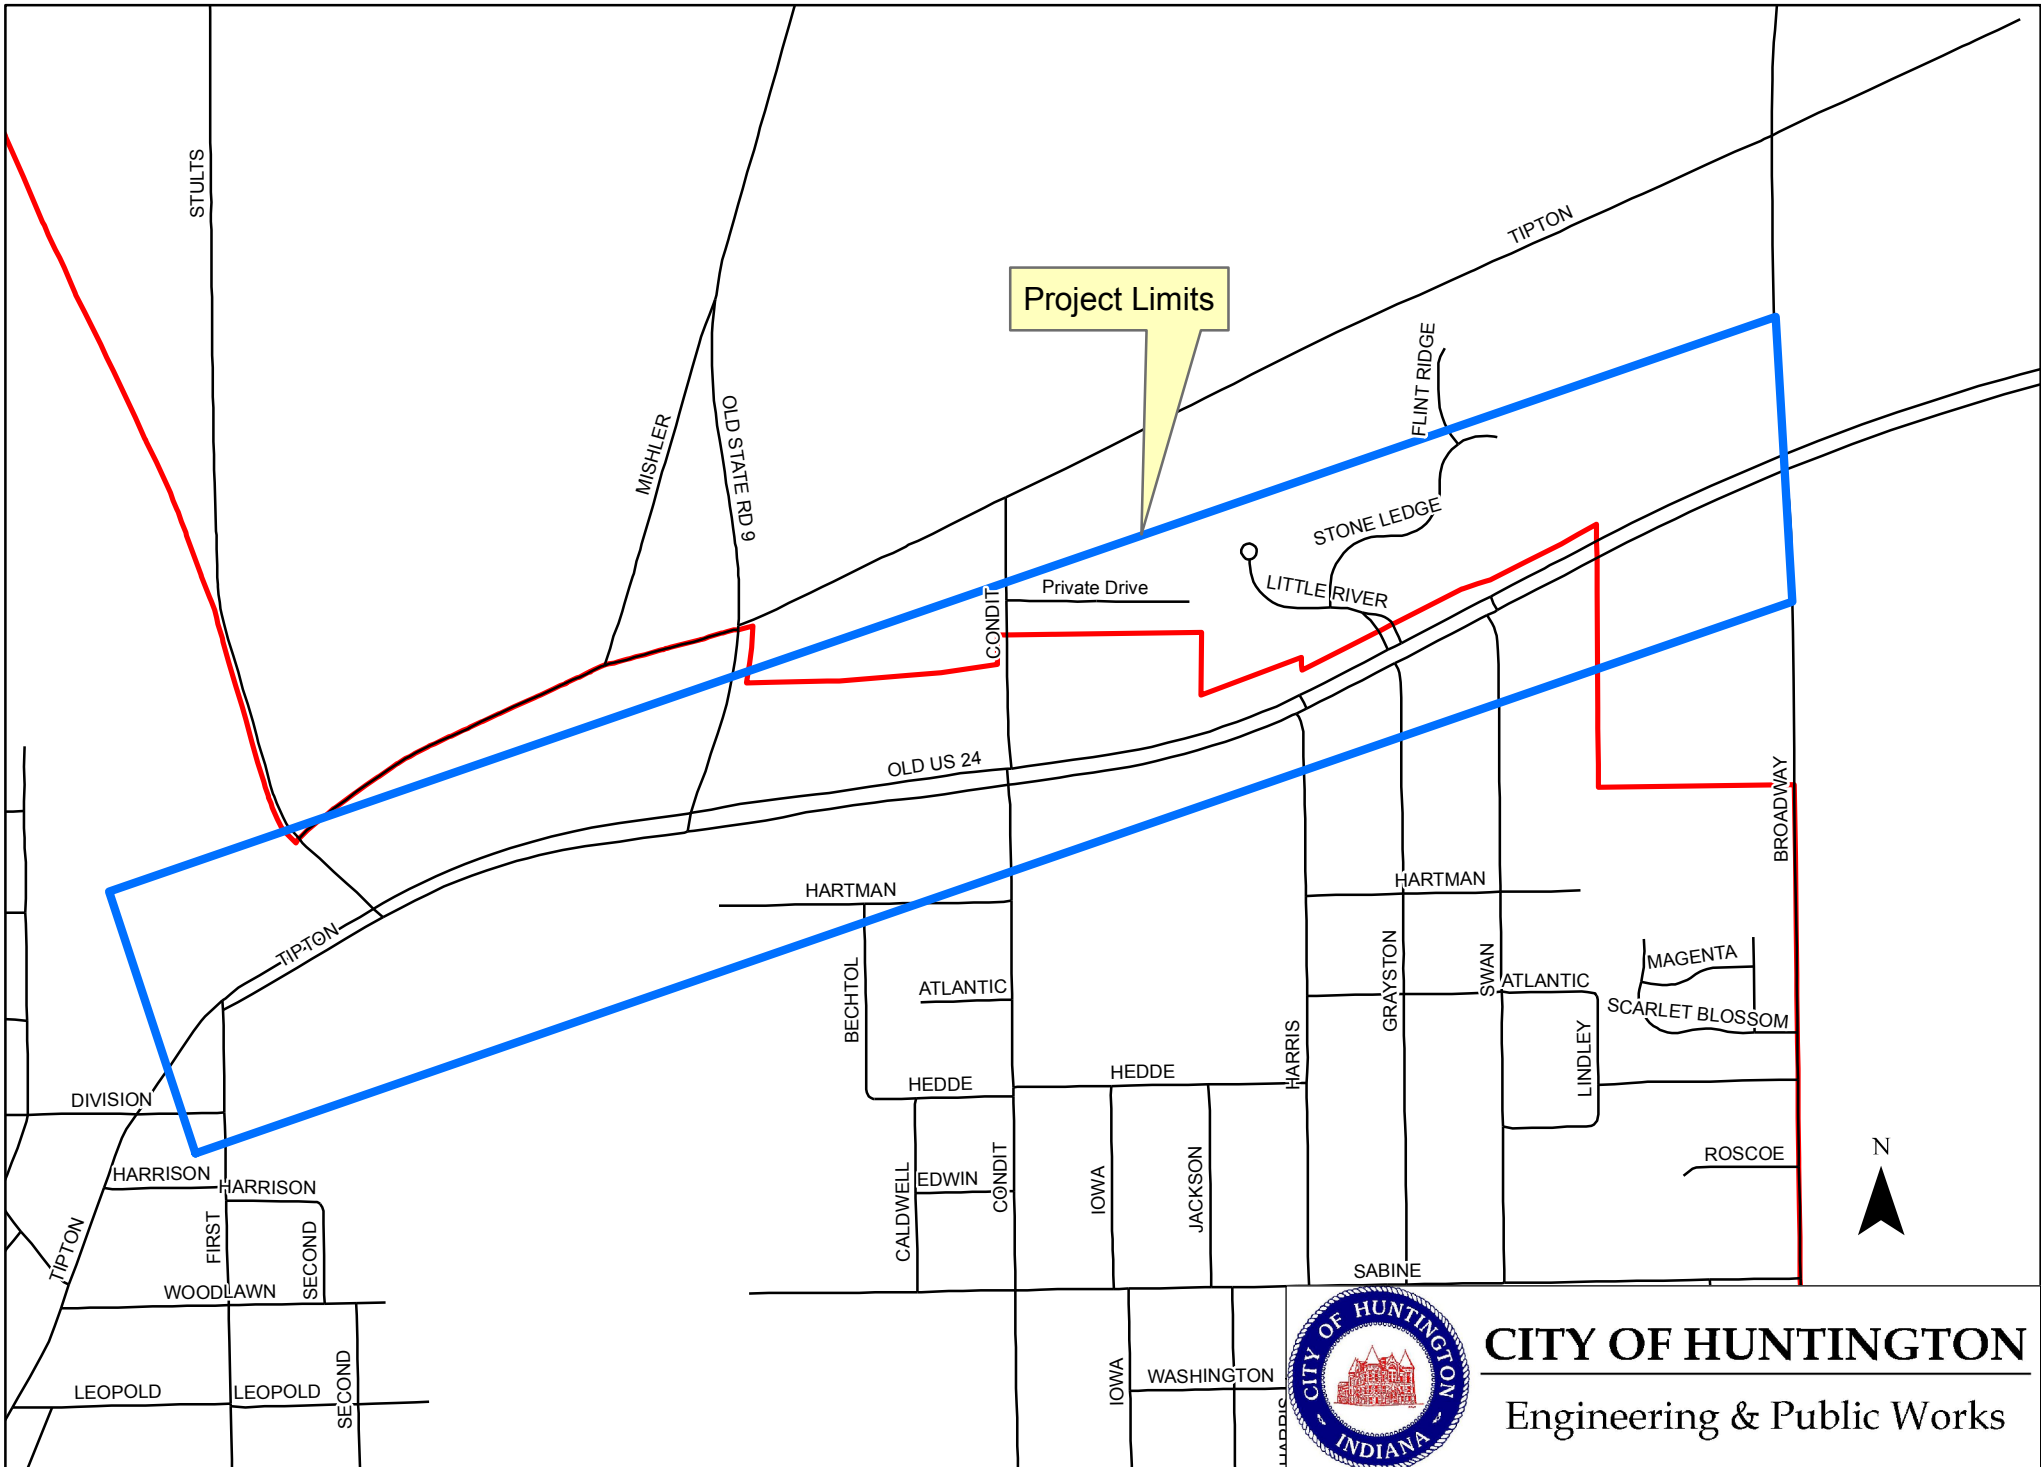 STULTS
TIPTON
Project Limits
FLINT RIDGE
MISHLER
OLD STATE RD 9
STONE LEDGE
Private Drive
LITTLE RIVER
CONDIT
OLD US 24
BROADWAY
HARTMAN
HARTMAN
TIPTON
BECHTOL
ATLANTIC
GRAYSTON
SWAN
ATLANTIC
MAGENTA
SCARLET BLOSSOM
HARRIS
LINDLEY
HEDDE
HEDDE
DIVISION
HARRISON
HARRISON
FIRST
SECOND
TIPTON
CALDWELL
EDWIN
CONDIT
IOWA
JACKSON
ROSCOE
N
SABINE
WOODLAWN
LEOPOLD
LEOPOLD
SECOND
IOWA
WASHINGTON
HARRIS
CITY OF HUNTINGTON
INDIANA
CITY OF HUNTINGTON
Engineering & Public Works